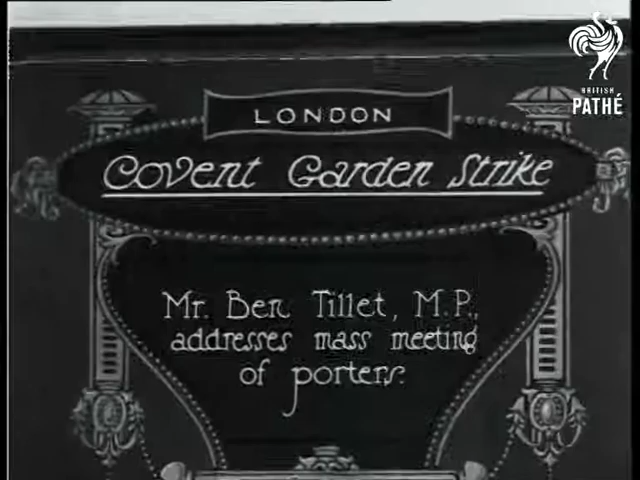 BRITISH
PATHÉ
LONDON
Covent Garden Strike
Mr. Ben Tillet, M.P.,
addresses mass meeting
of porters.